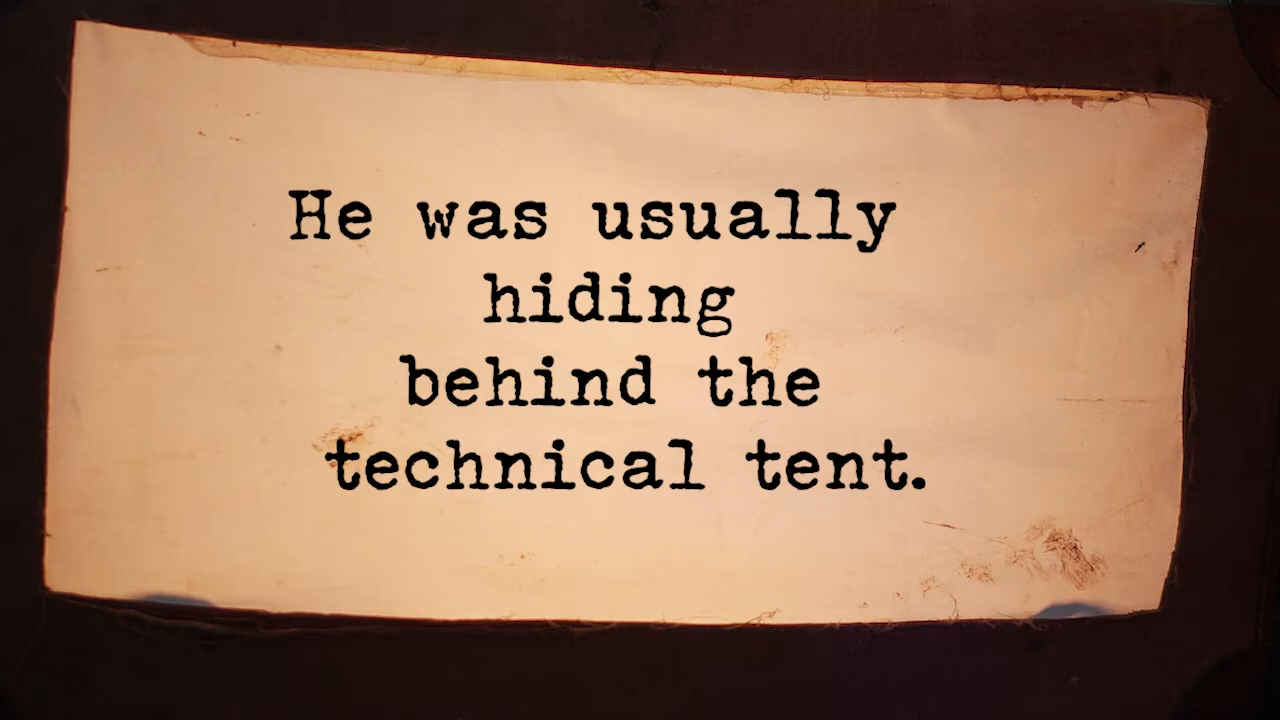 He was usually
hiding
behind the
technical tent.